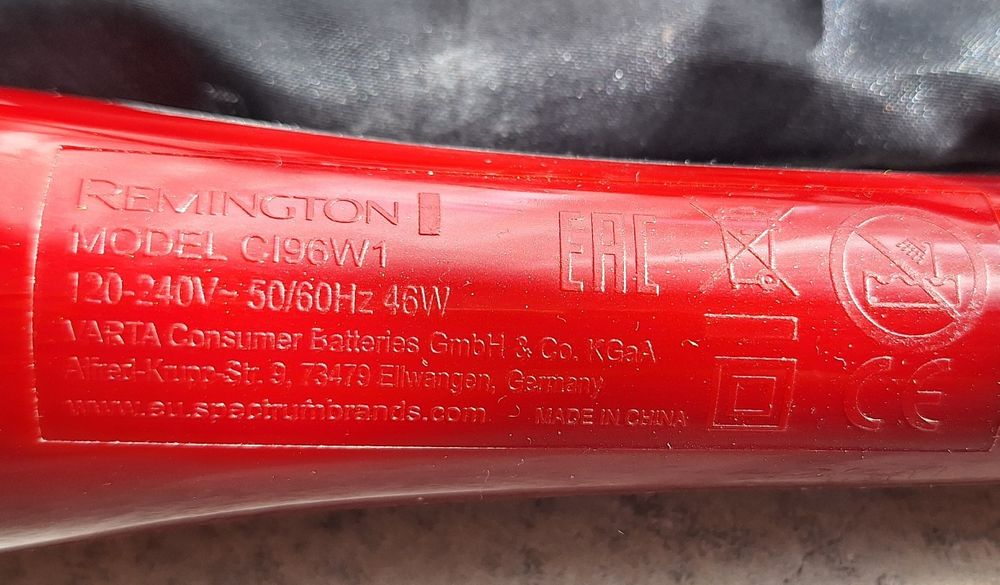 REMINGTON
MODEL CI96W1
120-240V~ 50/60Hz 46W
VARTA Consumer Batteries GmbH & Co. KGaA
Alfred-Krupp-Str. 9, 73479 Ellwangen, Germany
www.eu.spectrumbrands.com MADE IN CHINA
EAC
CE